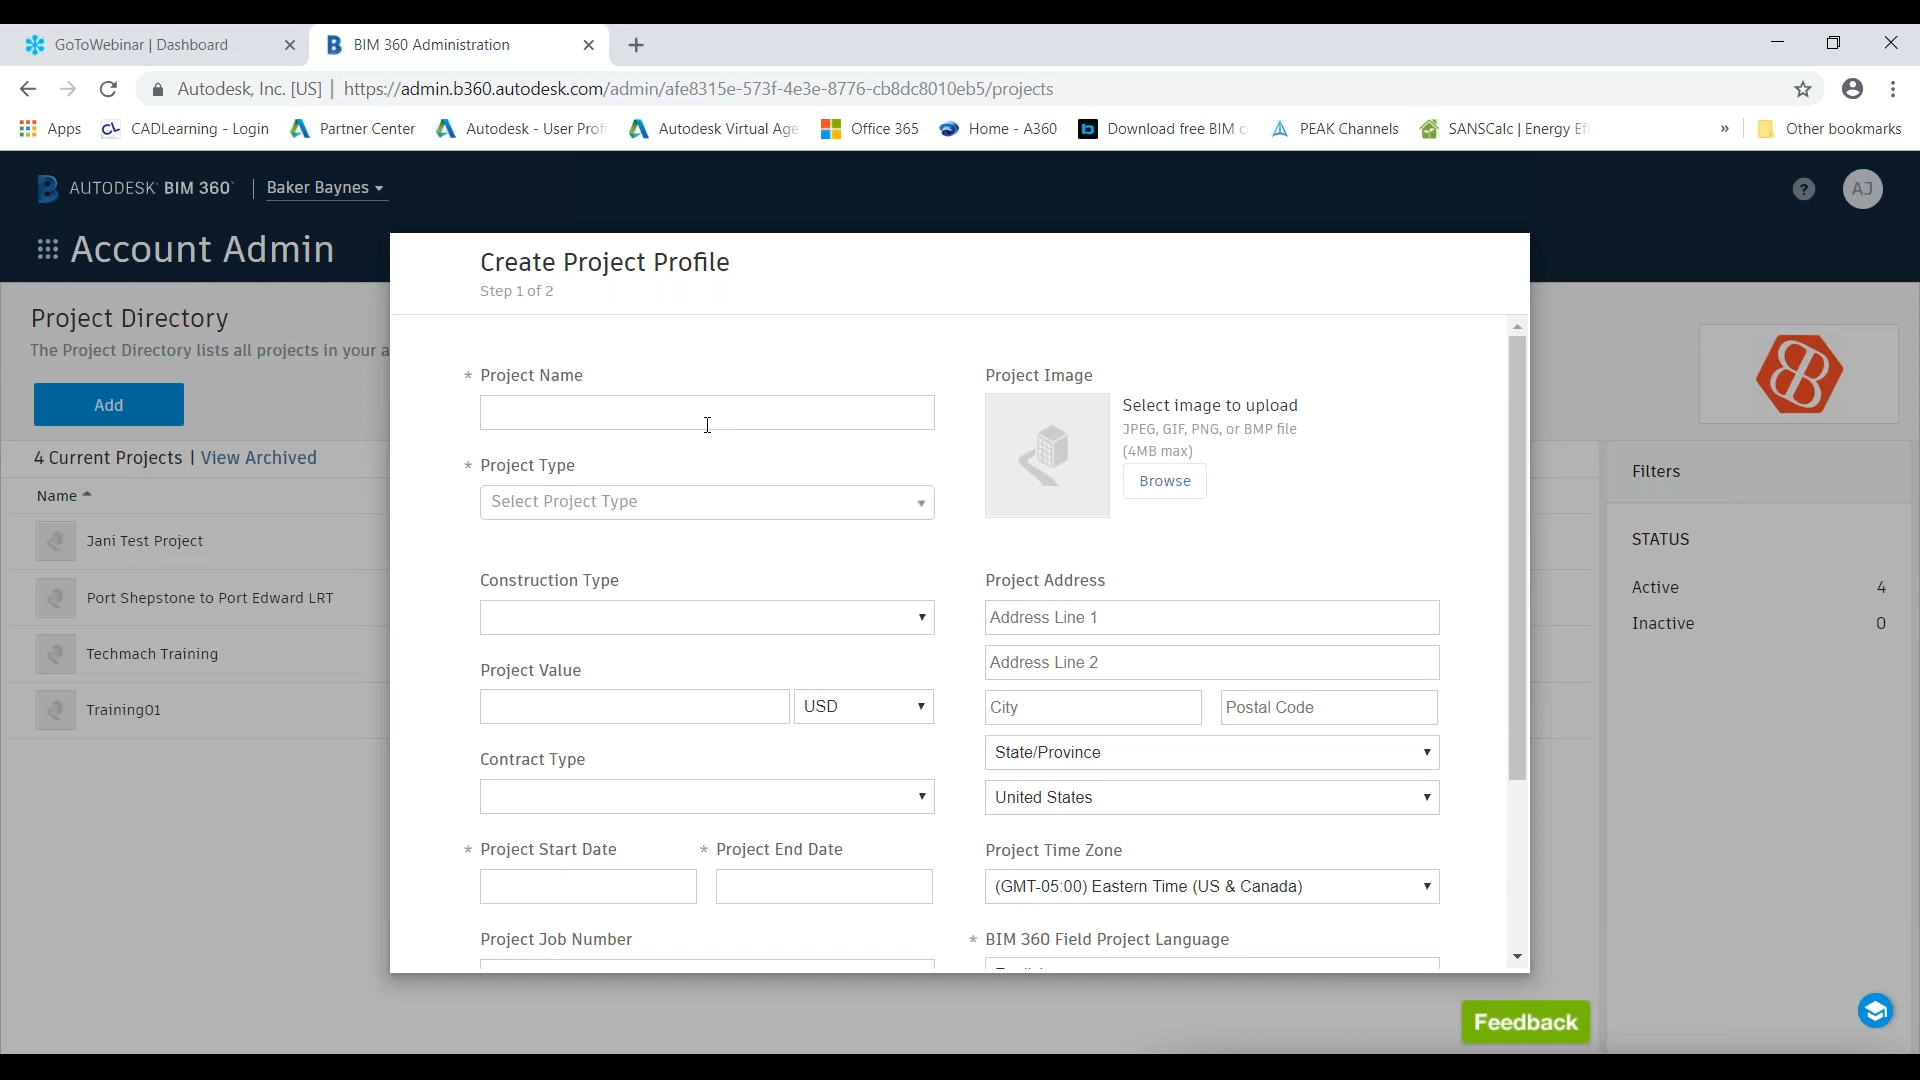 GoToWebinar | Dashboard
BIM 360 Administration
Autodesk, Inc. [US] | https://admin.b360.autodesk.com/admin/afe8315e-573f-4e3e-8776-cb8dc8010eb5/projects
Apps CADLearning - Login Partner Center Autodesk - User Profi Autodesk Virtual Age Office 365 Home - A360 Download free BIM c PEAK Channels SANSCalc | Energy Ef » Other bookmarks
AUTODESK BIM 360 Baker Baynes
? AJ
Account Admin
Project Directory
The Project Directory lists all projects in your a
Add
4 Current Projects | View Archived
Name
Jani Test Project
Port Shepstone to Port Edward LRT
Techmach Training
Training01
Create Project Profile
Step 1 of 2
* Project Name
* Project Type
Select Project Type
Construction Type
Project Value
USD
Contract Type
* Project Start Date * Project End Date
Project Job Number
Project Image
Select image to upload
JPEG, GIF, PNG, or BMP file
(4MB max)
Browse
Project Address
Address Line 1
Address Line 2
City Postal Code
State/Province
United States
Project Time Zone
(GMT-05:00) Eastern Time (US & Canada)
* BIM 360 Field Project Language
Filters
STATUS
Active 4
Inactive 0
Feedback